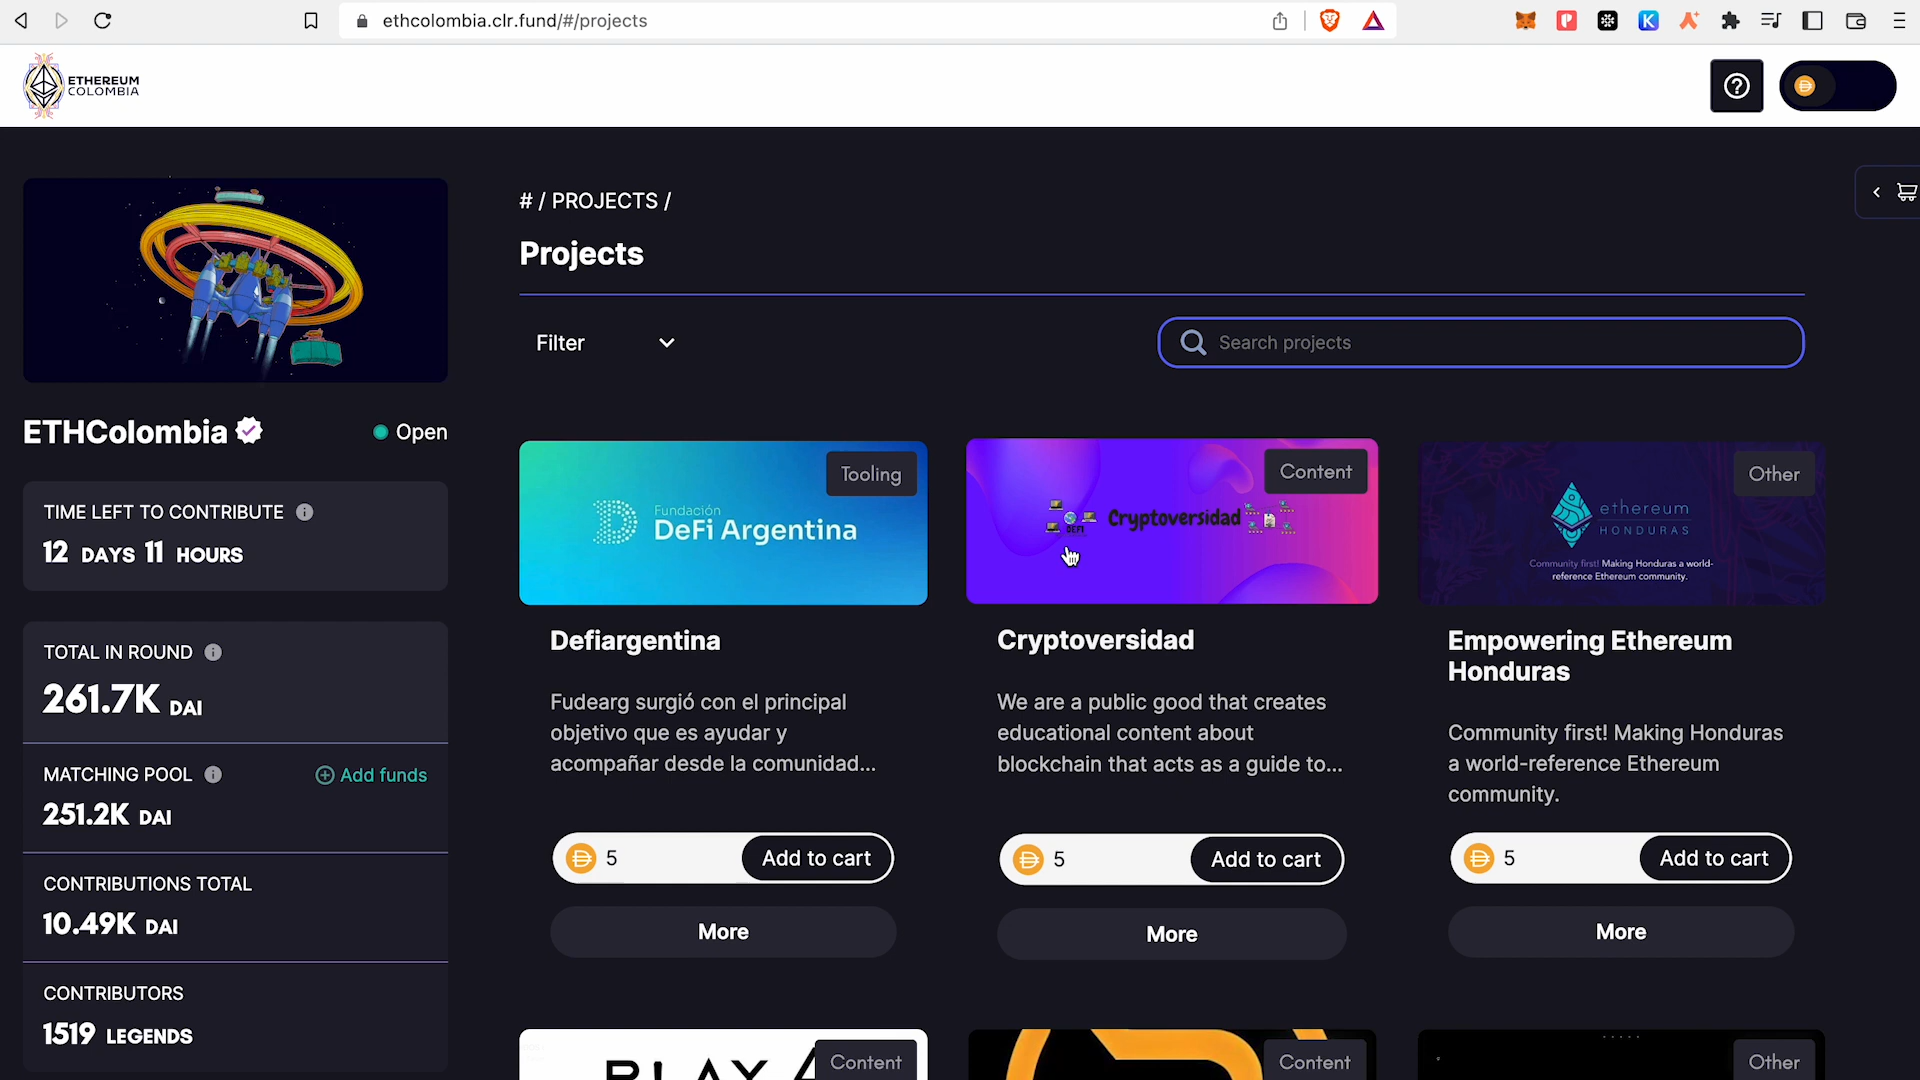 ethcolombia.clr.fund/#/projects
ETHEREUM
COLOMBIA
# / PROJECTS /
Projects
Filter
Search projects
ETHColombia
Open
TIME LEFT TO CONTRIBUTE
12 DAYS 11 HOURS
TOTAL IN ROUND
261.7K DAI
MATCHING POOL
Add funds
251.2K DAI
CONTRIBUTIONS TOTAL
10.49K DAI
CONTRIBUTORS
1519 LEGENDS
Tooling
Fundación
DeFi Argentina
Defiargentina
Fudearg surgió con el principal
objetivo que es ayudar y
acompañar desde la comunidad...
5
Add to cart
More
Content
Cryptoversidad
DEFI
Cryptoversidad
We are a public good that creates
educational content about
blockchain that acts as a guide to...
5
Add to cart
More
Other
ethereum
HONDURAS
Community first! Making Honduras a world-
reference Ethereum community.
Empowering Ethereum
Honduras
Community first! Making Honduras
a world-reference Ethereum
community.
5
Add to cart
More
Content
Content
Other